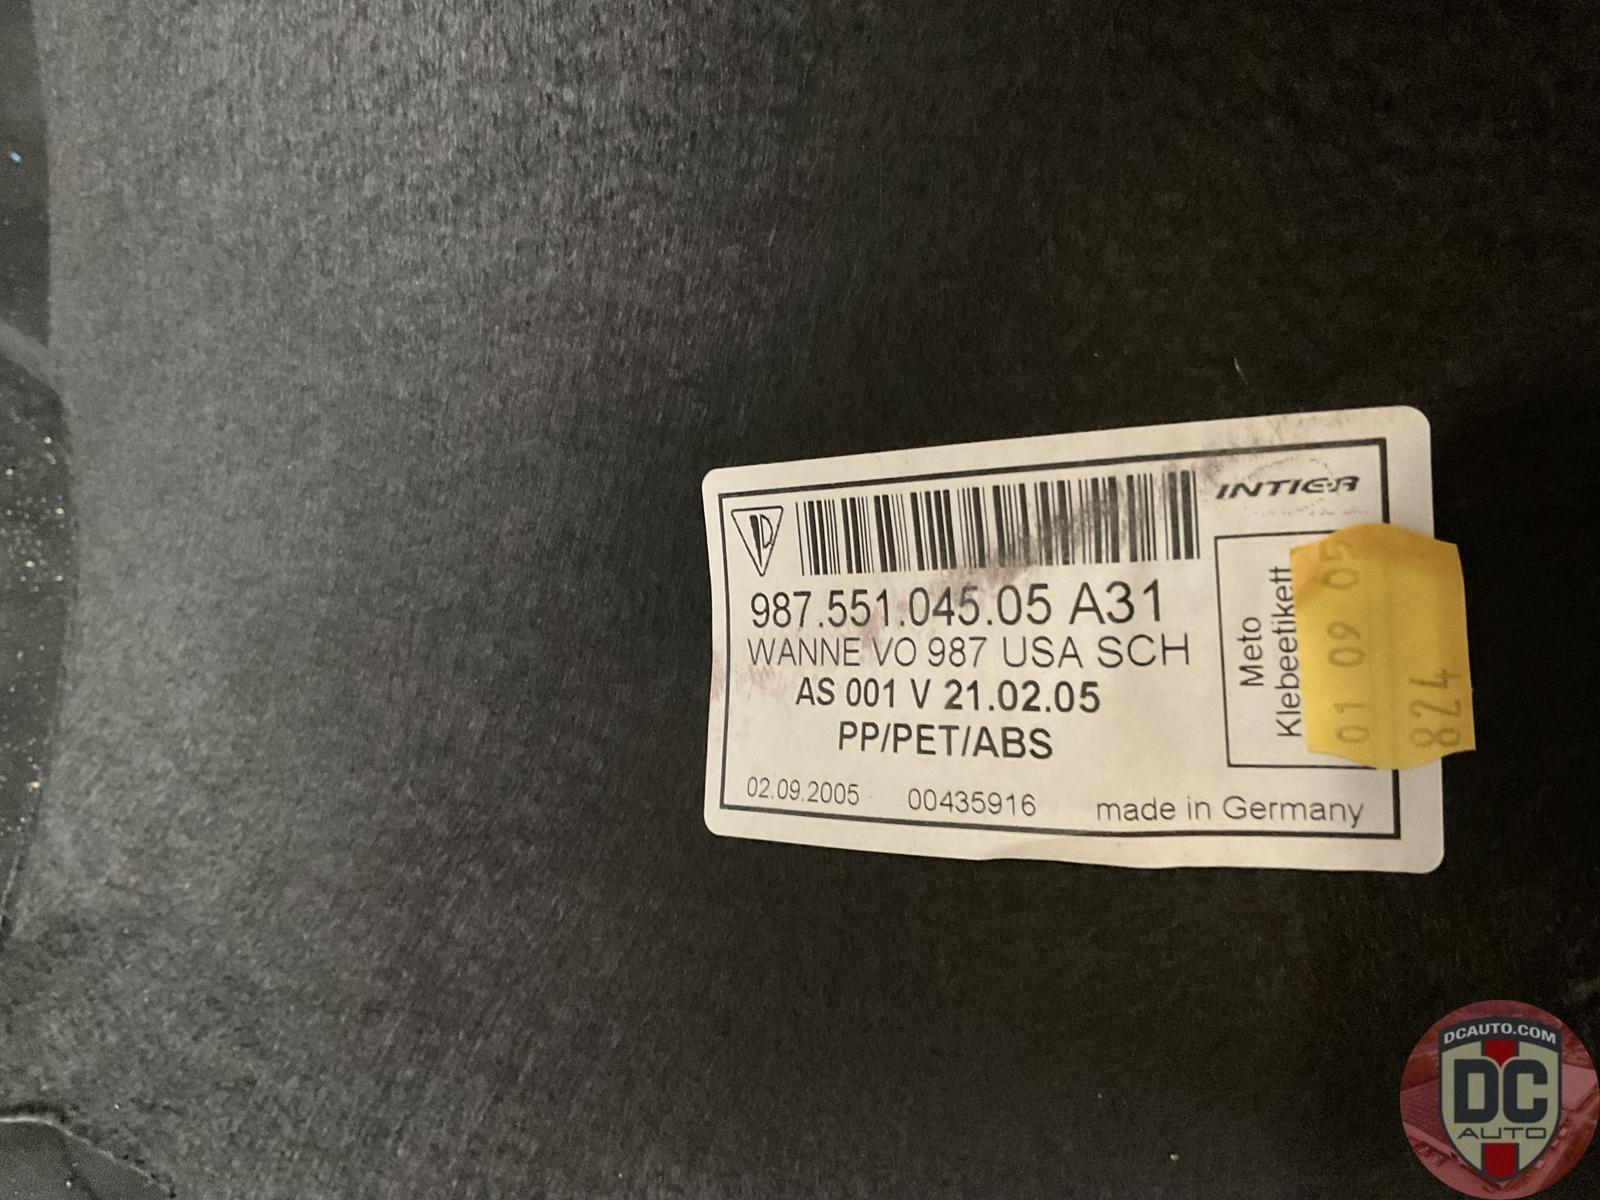 INTIER
987.551.045.05 A31
WANNE VO 987 USA SCH
AS 001 V 21.02.05
PP/PET/ABS
02.09.2005 00435916 made in Germany
Meto
Klebeetikett
01 09 05
824
DCAUTO.COM
DC
AUTO